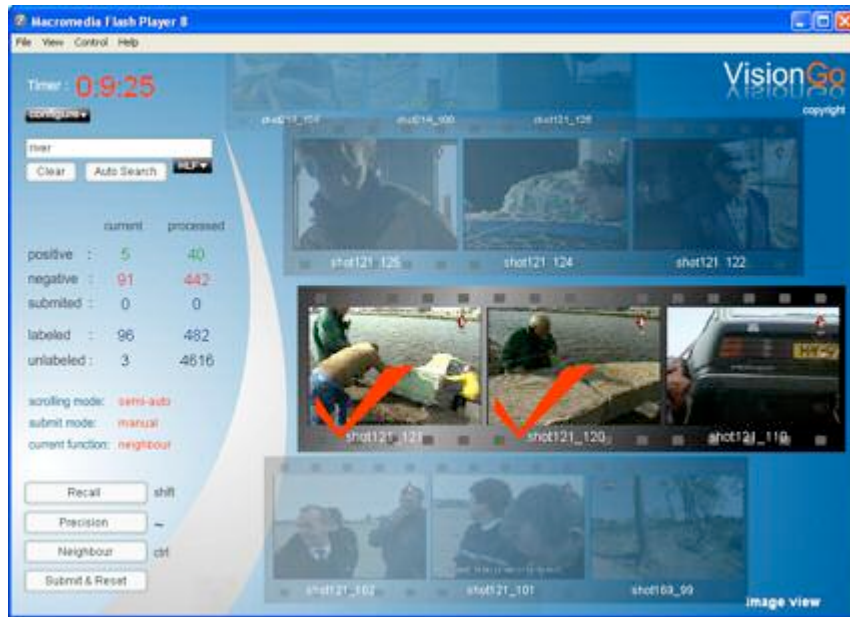 Macromedia Flash Player 8
File View Control Help
Timer : 0:9:25
configure
VisionGo
copyright
river
Clear Auto Search HLF
current processed
positive : 5 40
negative : 91 442
submited : 0 0
labeled : 96 482
unlabeled : 3 4616
scrolling mode: semi-auto
submit mode: manual
current function: neighbour
Recall shift
Precision ~
Neighbour ctrl
Submit & Reset
shot121_126
shot121_125 shot121_124 shot121_122
shot121_121 shot121_120 shot121_110
shot121_102 shot121_101 shot169_99
image view